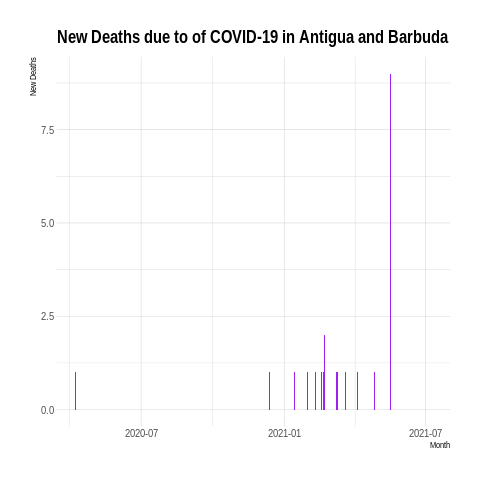 New Deaths due to of COVID-19 in Antigua and Barbuda
New Deaths
7.5
5.0
2.5
0.0
2020-07
2021-01
2021-07
Month